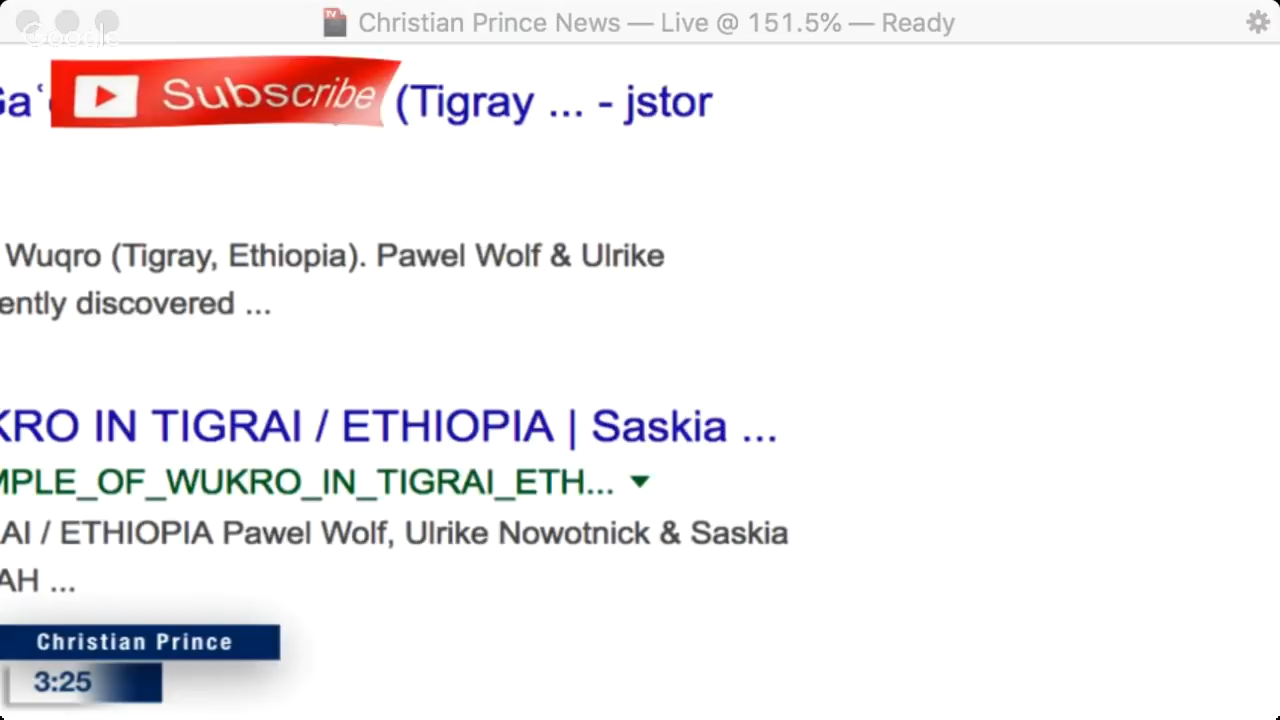 Christian Prince News — Live @ 151.5% — Ready
Google
Subscribe
(Tigray ... - jstor
Wuqro (Tigray, Ethiopia). Pawel Wolf & Ulrike
ently discovered ...
KRO IN TIGRAI / ETHIOPIA | Saskia ...
MPLE_OF_WUKRO_IN_TIGRAI_ETH...
AI / ETHIOPIA Pawel Wolf, Ulrike Nowotnick & Saskia
AH ...
Christian Prince
3:25